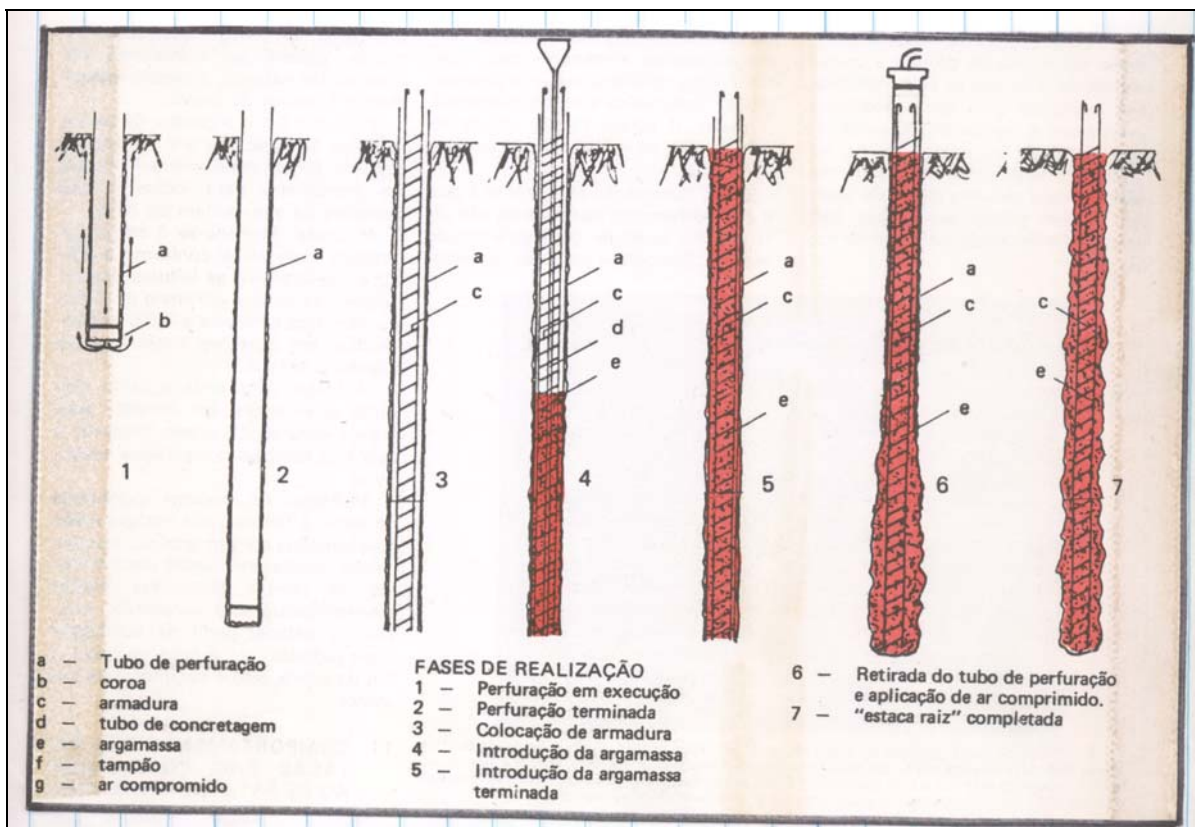 a
b
1
a
2
a
c
3
a
c
d
e
4
a
c
e
5
a
c
e
6
c
e
7
a – Tubo de perfuração
b – coroa
c – armadura
d – tubo de concretagem
e – argamassa
f – tampão
g – ar compromido
FASES DE REALIZAÇÃO
1 – Perfuração em execução
2 – Perfuração terminada
3 – Colocação de armadura
4 – Introdução da argamassa
5 – Introdução da argamassa
terminada
6 – Retirada do tubo de perfuração
e aplicação de ar comprimido.
7 – "estaca raiz" completada